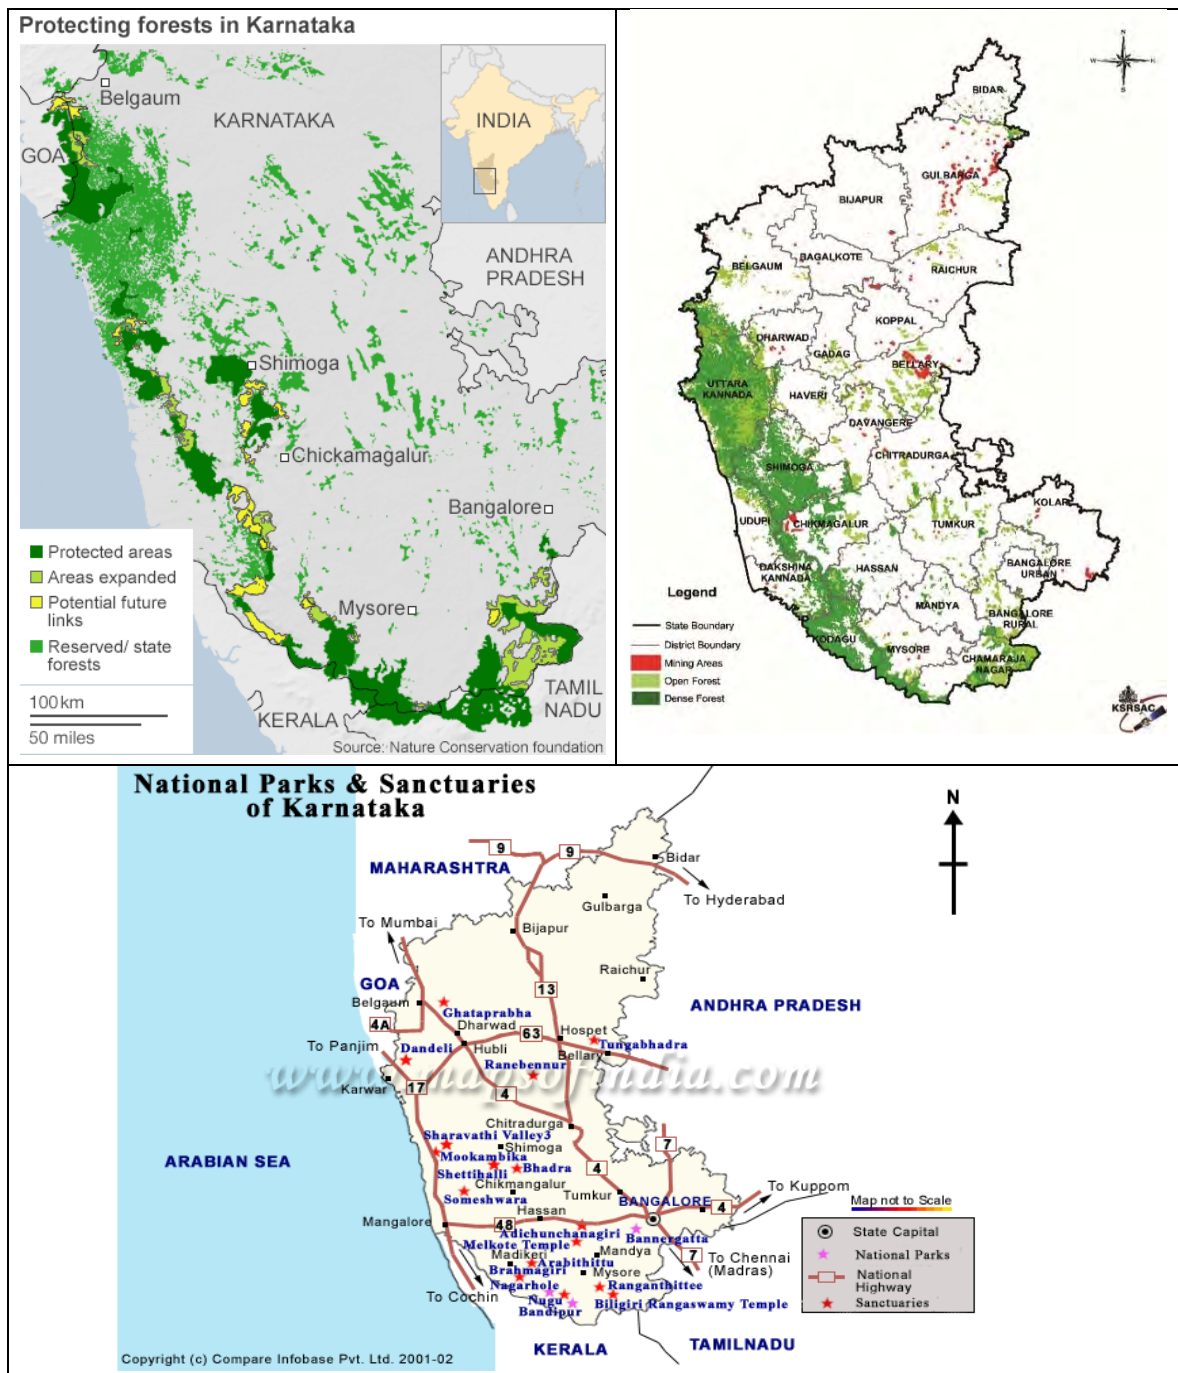 Protecting forests in Karnataka
Belgaum
KARNATAKA
INDIA
GOA
ANDHRA
PRADESH
Shimoga
Chickamagalur
Bangalore
Mysore
Protected areas
Areas expanded
Potential future
links
Reserved/ state
forests
100km
50 miles
KERALA
TAMIL
NADU
Source: Nature Conservation foundation
N
W
E
S
BIDAR
GULBARGA
BIJAPUR
BAGALKOTE
BELGAUM
RAICHUR
KOPPAL
DHARWAD
GADAG
BELLARY
UTTARA
KANNADA
HAVERI
DAVANGERE
CHITRADURGA
SHIMOGA
KOLAR
UDUPI
CHIKMAGALUR
TUMKUR
DAKSHINA
KANNADA
HASSAN
BANGALORE
URBAN
MANDYA
BANGALORE
RURAL
KODAGU
MYSORE
CHAMARAJA
NAGAR
Legend
State Boundary
District Boundary
Mining Areas
Open Forest
Dense Forest
KSRSAC
National Parks & Sanctuaries
of Karnataka
N
9
9
Bidar
MAHARASHTRA
To Hyderabad
Gulbarga
To Mumbai
Bijapur
Raichur
GOA
13
Belgaum
Ghataprabha
ANDHRA PRADESH
4A
Dharwad
63
Hospet
Tungabhadra
To Panjim
Dandeli
Hubli
Bellary
Ranebennur
www.mapsofindia.com
Karwar
17
4
Chitradurga
Sharavathi Valley3
Shimoga
7
Mookambika
ARABIAN SEA
Shettihalli
Bhadra
4
Chikmangalur
Tumkur
To Kuppom
Someshwara
BANGALORE
4
Map not to Scale
Hassan
Mangalore
48
Adichunchanagiri
State Capital
Bannergatta
Melkote Temple
Mandya
7
To Chennai
(Madras)
National Parks
Madikeri
Arabithittu
Brahmagiri
Mysore
National
Highway
Nagarhole
Ranganthittee
To Cochin
Nugu
Biligiri Rangaswamy Temple
Sanctuaries
Bandipur
KERALA
TAMILNADU
Copyright (c) Compare Infobase Pvt. Ltd. 2001-02